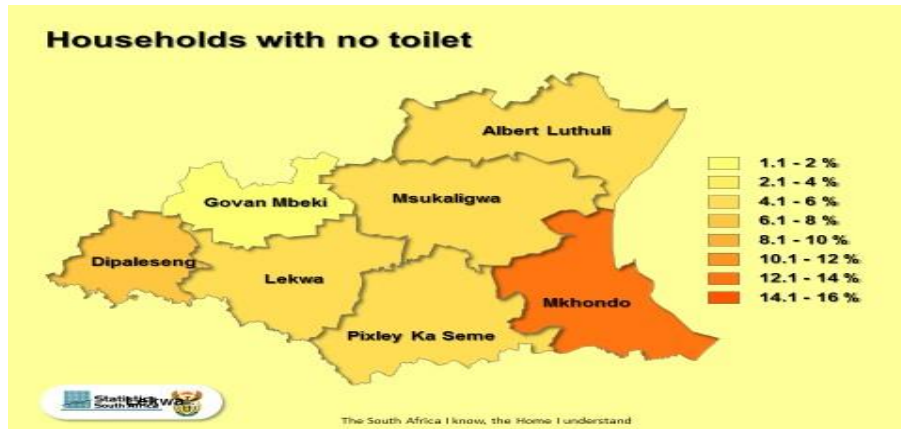 Households with no toilet
Albert Luthuli
1.1 - 2 %
2.1 - 4 %
Govan Mbeki
Msukaligwa
4.1 - 6 %
6.1 - 8 %
8.1 - 10 %
Dipaleseng
10.1 - 12 %
Lekwa
12.1 - 14 %
Mkhondo
14.1 - 16 %
Pixley Ka Seme
Lekwa
South Africa
The South Africa I know, the Home I understand